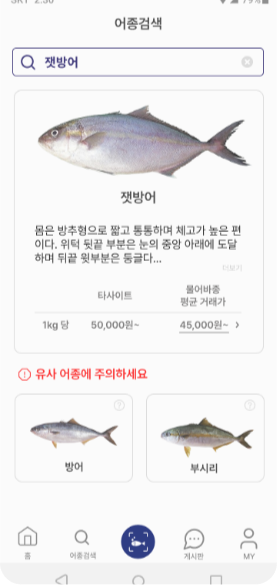 어종검색
잿방어
잿방어
몸은 방추형으로 짧고 통통하며 체고가 높은 편
이다. 위턱 뒷끝 부분은 눈의 중앙 아래에 도달
하며 뒤끝 윗부분은 둥글다...
더보기
타사이트
물어바종
평균 거래가
1kg 당
50,000원~
45,000원~
유사 어종에 주의하세요
방어
부시리
홈
어종검색
게시판
MY